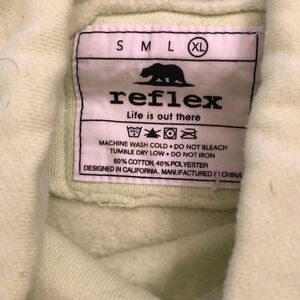 S M L XL
reflex
Life is out there
MACHINE WASH COLD • DO NOT BLEACH
TUMBLE DRY LOW • DO NOT IRON
60% COTTON, 40% POLYESTER
DESIGNED IN CALIFORNIA. MANUFACTURED IN CHINA